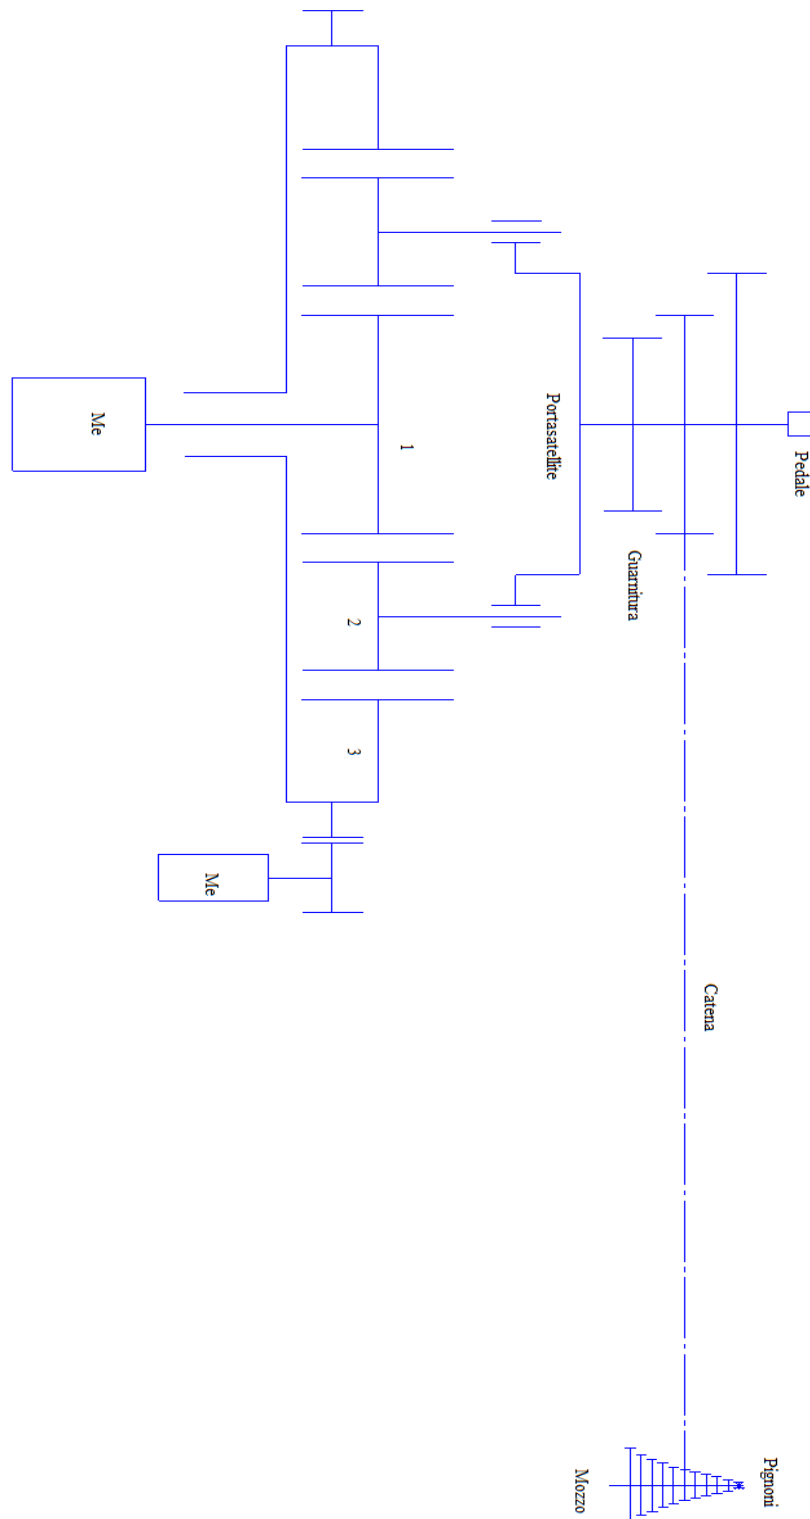 Me
1
2
3
Me
Portasatellite
Guarnitura
Pedale
Catena
Pignoni
Mozzo